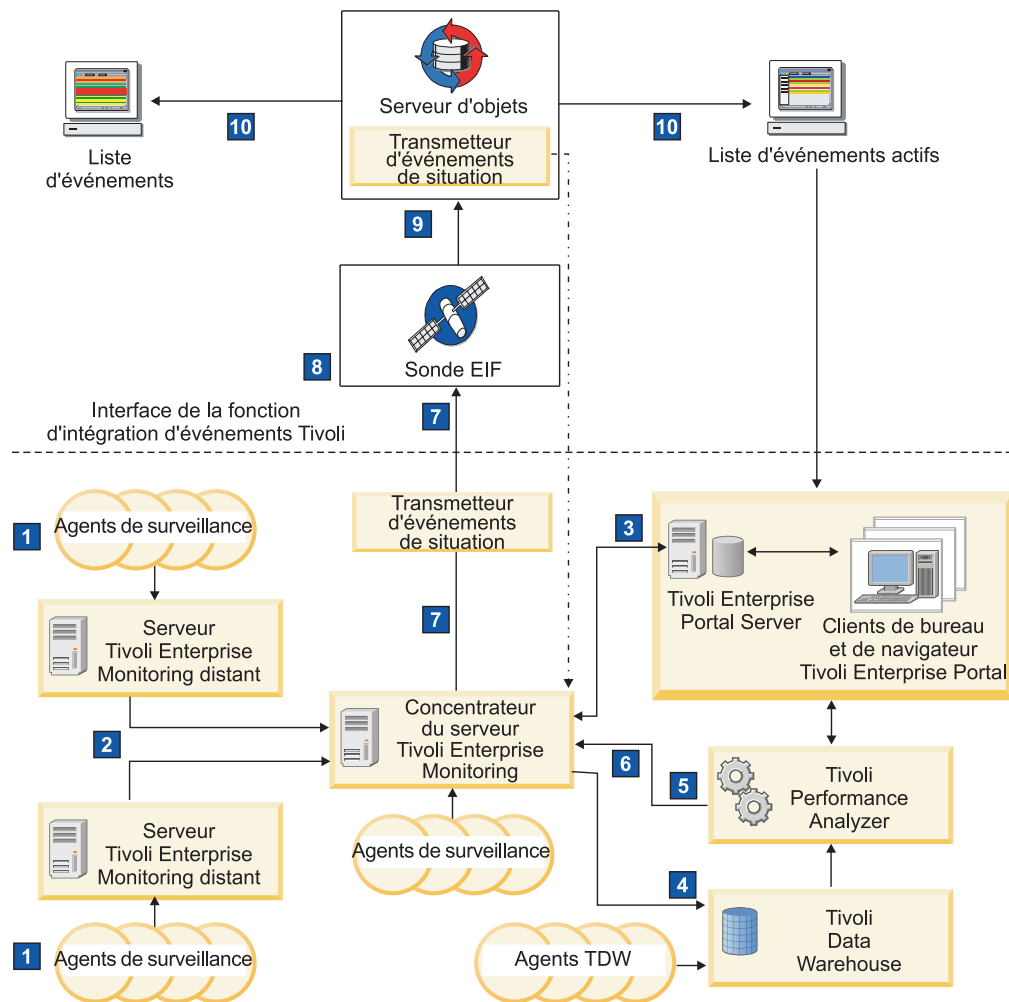 Serveur d'objets
10
10
Transmetteur
d'événements
de situation
Liste
d'événements
Liste d'événements actifs
9
8
Sonde EIF
7
Interface de la fonction
d'intégration d'événements Tivoli
1
Agents de surveillance
Transmetteur
d'événements
de situation
3
Tivoli Enterprise
Portal Server
Clients de bureau
et de navigateur
Tivoli Enterprise Portal
Serveur
Tivoli Enterprise
Monitoring distant
7
2
Concentrateur
du serveur
Tivoli Enterprise
Monitoring
6
5
Tivoli
Performance
Analyzer
Serveur
Tivoli Enterprise
Monitoring distant
Agents de surveillance
4
Tivoli
Data
Warehouse
1
Agents de surveillance
Agents TDW